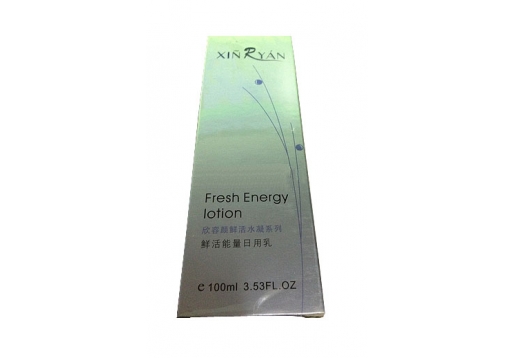 XIÑRYÁN
Fresh Energy
lotion
欣容颜鲜活水凝系列
鲜活能量日用乳
e 100ml 3.53FL.OZ